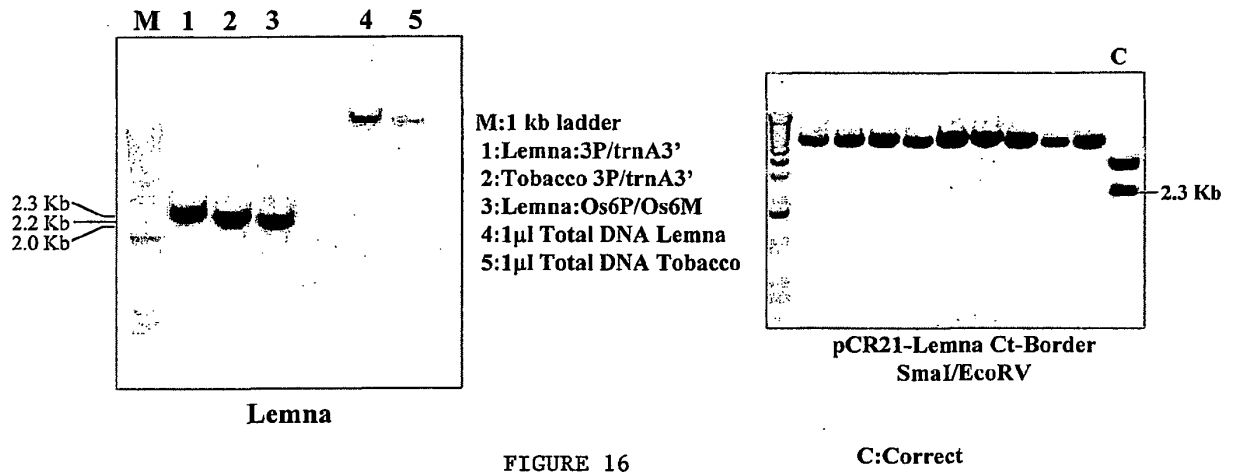 M 1 2 3 4 5
2.3 Kb
2.2 Kb
2.0 Kb
Lemna
M:1 kb ladder
1:Lemna:3P/trnA3'
2:Tobacco 3P/trnA3'
3:Lemna:Os6P/Os6M
4:1µl Total DNA Lemna
5:1µl Total DNA Tobacco
C
2.3 Kb
pCR21-Lemna Ct-Border
SmaI/EcoRV
C:Correct
FIGURE 16